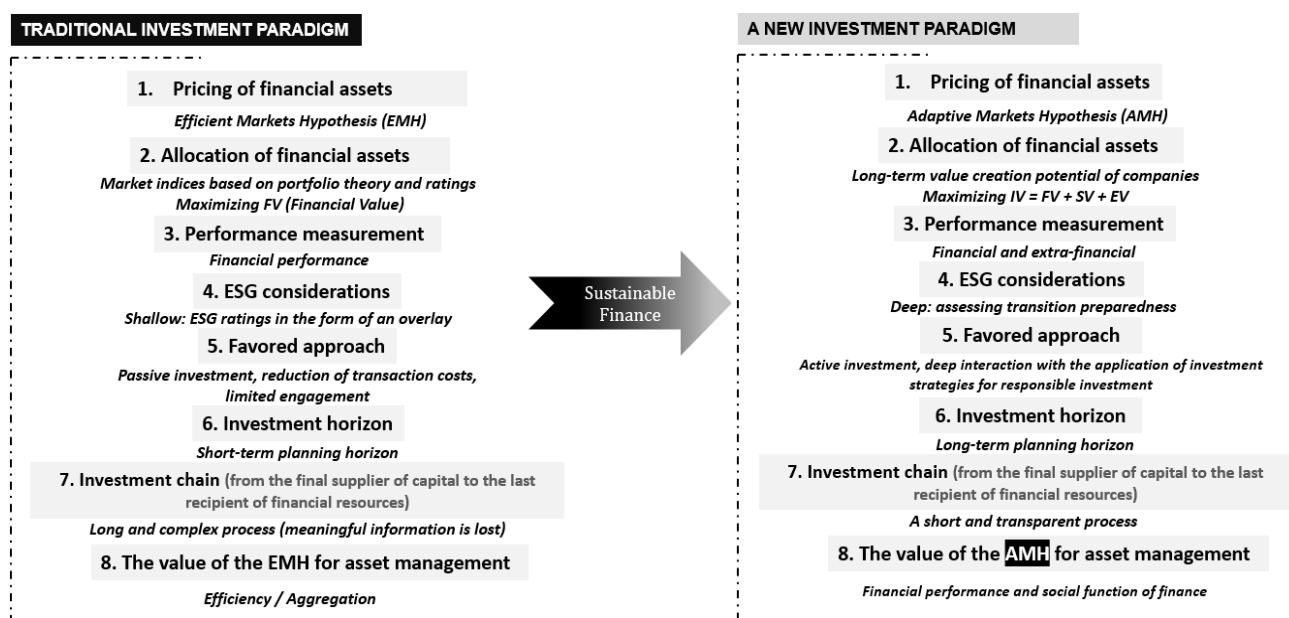 TRADITIONAL INVESTMENT PARADIGM
1. Pricing of financial assets
Efficient Markets Hypothesis (EMH)
2. Allocation of financial assets
Market indices based on portfolio theory and ratings
Maximizing FV (Financial Value)
3. Performance measurement
Financial performance
4. ESG considerations
Shallow: ESG ratings in the form of an overlay
5. Favored approach
Passive investment, reduction of transaction costs,
limited engagement
6. Investment horizon
Short-term planning horizon
7. Investment chain (from the final supplier of capital to the last
recipient of financial resources)
Long and complex process (meaningful information is lost)
8. The value of the EMH for asset management
Efficiency / Aggregation
Sustainable
Finance
A NEW INVESTMENT PARADIGM
1. Pricing of financial assets
Adaptive Markets Hypothesis (AMH)
2. Allocation of financial assets
Long-term value creation potential of companies
Maximizing IV = FV + SV + EV
3. Performance measurement
Financial and extra-financial
4. ESG considerations
Deep: assessing transition preparedness
5. Favored approach
Active investment, deep interaction with the application of investment
strategies for responsible investment
6. Investment horizon
Long-term planning horizon
7. Investment chain (from the final supplier of capital to the last
recipient of financial resources)
A short and transparent process
8. The value of the AMH for asset management
Financial performance and social function of finance